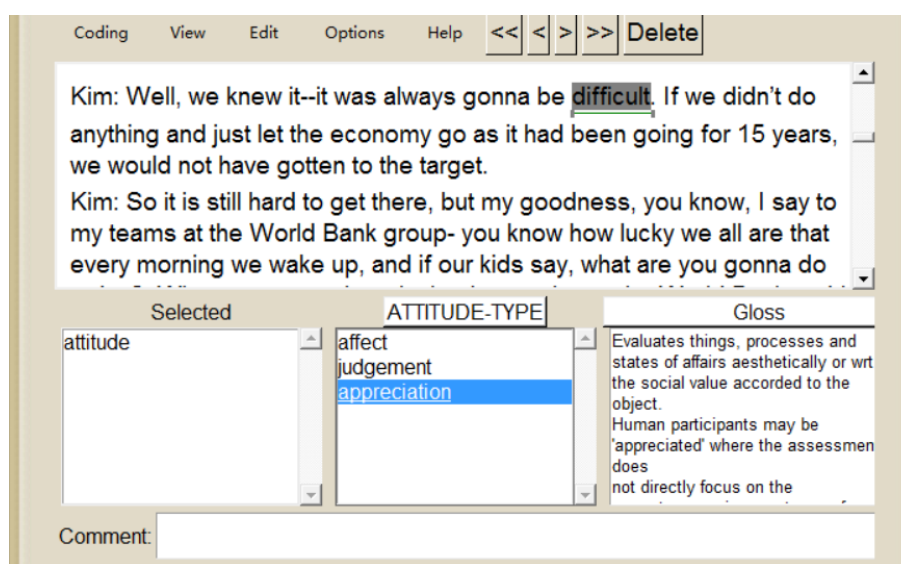 Coding View Edit Options Help << < > >> Delete
Kim: Well, we knew it--it was always gonna be difficult. If we didn’t do
anything and just let the economy go as it had been going for 15 years,
we would not have gotten to the target.
Kim: So it is still hard to get there, but my goodness, you know, I say to
my teams at the World Bank group- you know how lucky we all are that
every morning we wake up, and if our kids say, what are you gonna do
Selected ATTITUDE-TYPE Gloss
attitude
affect
judgement
appreciation
Evaluates things, processes and
states of affairs aesthetically or wrt
the social value accorded to the
object.
Human participants may be
'appreciated' where the assessmen
does
not directly focus on the
Comment: